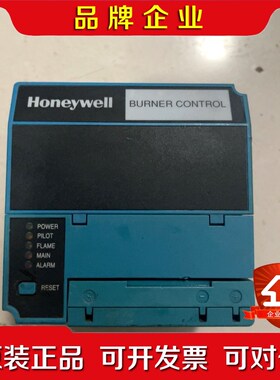 品牌企业
Honeywell
BURNER CONTROL
POWER
PILOT
FLAME
MAIN
ALARM
RESET
原装正品 可开发票 可对